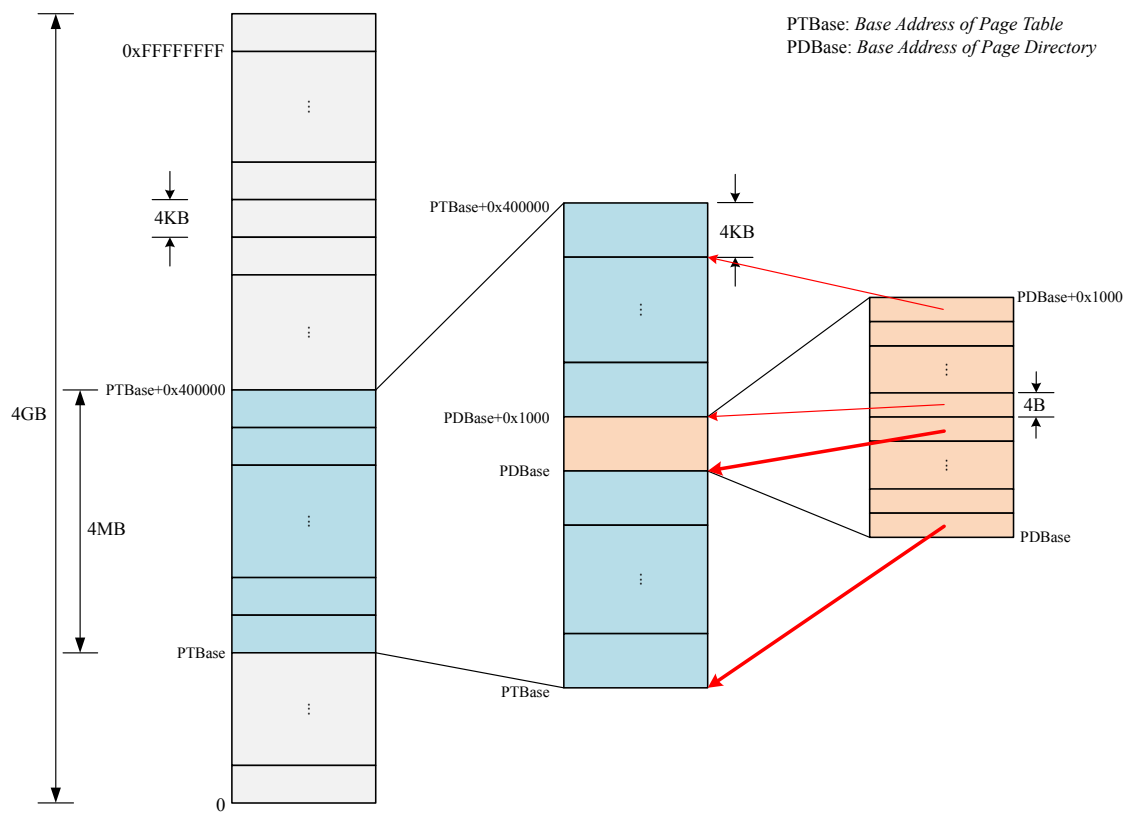 PTBase: Base Address of Page Table
PDBase: Base Address of Page Directory
0xFFFFFFFF
4KB
PTBase+0x400000
4GB
4MB
PTBase
0
PTBase+0x400000
4KB
PDBase+0x1000
PDBase
PTBase
PDBase+0x1000
4B
PDBase